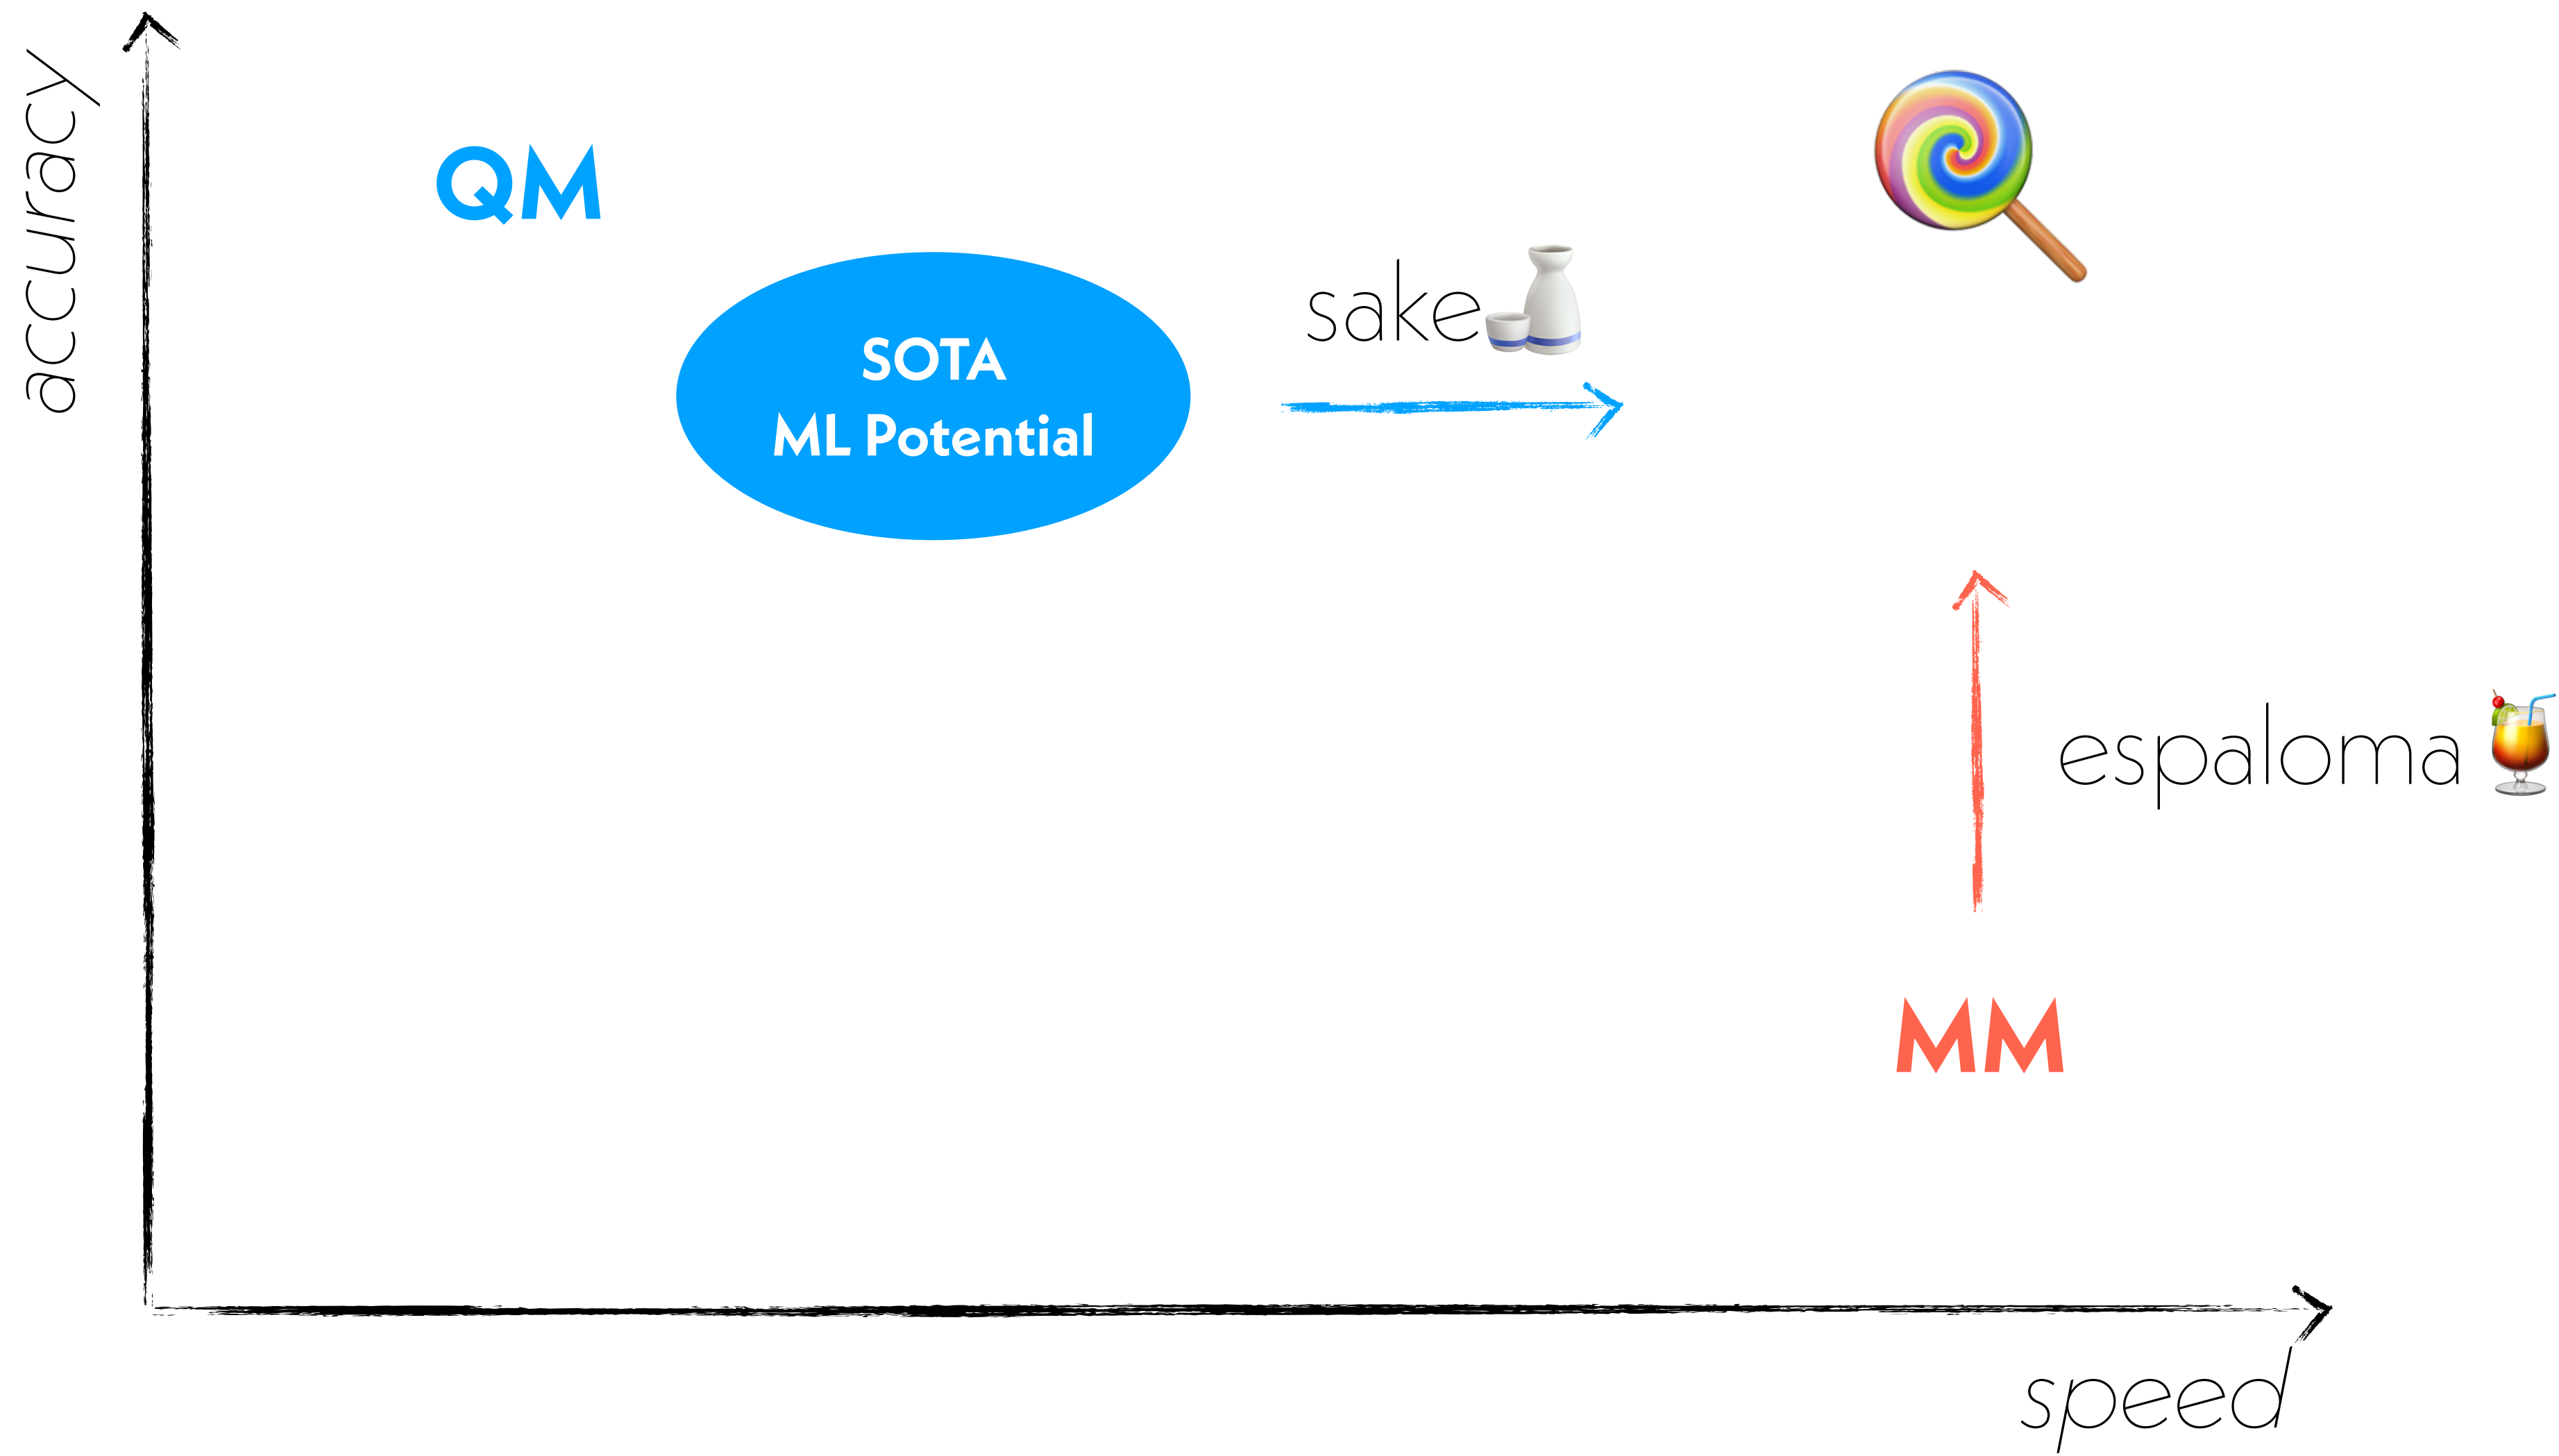 accuracy
QM
SOTA
ML Potential
sake
espaloma
MM
speed